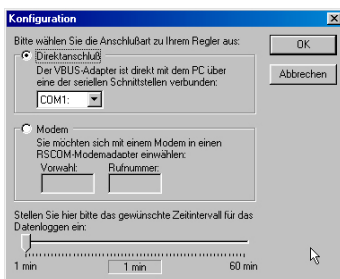 Konfiguration
Bitte wählen Sie die Anschlußart zu Ihrem Regler aus:
OK
Abbrechen
Direktanschluß
Der VBUS-Adapter ist direkt mit dem PC über
eine der seriellen Schnittstellen verbunden:
COM1:
Modem
Sie möchten sich mit einem Modem in einen
RSCOM-Modemadapter einwählen:
Vorwahl: Rufnummer:
Stellen Sie hier bitte das gewünschte Zeitintervall für das
Datenloggen ein:
1 min 1 min 60 min